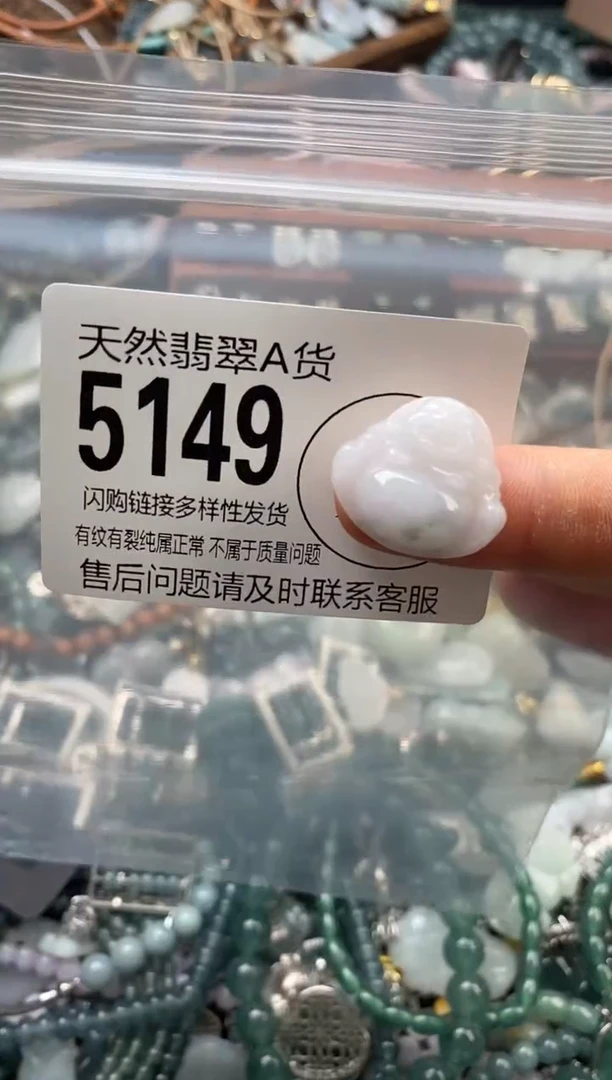 天然翡翠A货
5149
闪购链接多样性发货
有纹有裂纯属正常 不属于质量问题
售后问题请及时联系客服